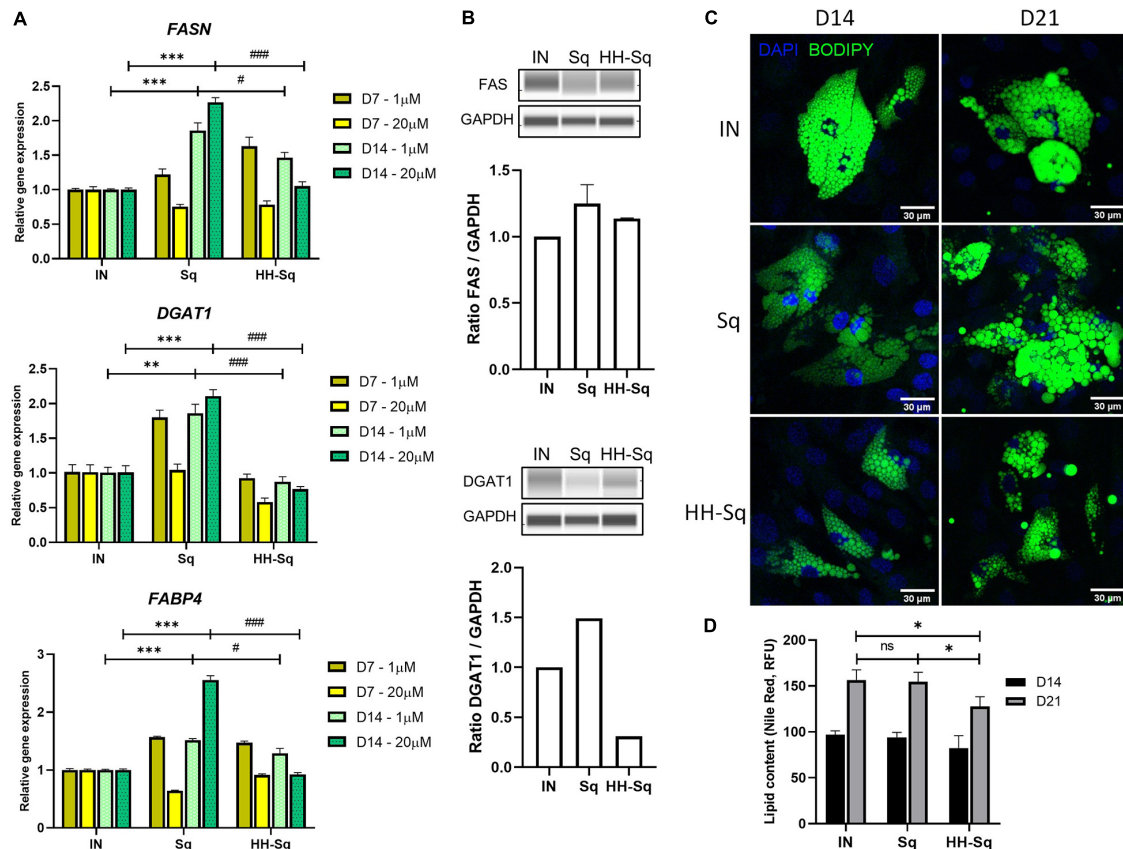 A
FASN
*** ###
*** #
Relative gene expression
2.5
2.0
1.5
1.0
0.5
0.0
IN Sq HH-Sq
D7 - 1µM
D7 - 20µM
D14 - 1µM
D14 - 20µM
DGAT1
*** ###
** ###
Relative gene expression
2.5
2.0
1.5
1.0
0.5
0.0
IN Sq HH-Sq
D7 - 1µM
D7 - 20µM
D14 - 1µM
D14 - 20µM
FABP4
*** ###
*** #
Relative gene expression
3
2
1
0
IN Sq HH-Sq
D7 - 1µM
D7 - 20µM
D14 - 1µM
D14 - 20µM
B
IN Sq HH-Sq
FAS
GAPDH
Ratio FAS / GAPDH
1.5
1.0
0.5
0.0
IN Sq HH-Sq
IN Sq HH-Sq
DGAT1
GAPDH
Ratio DGAT1 / GAPDH
2.0
1.5
1.0
0.5
0.0
IN Sq HH-Sq
C
D14 D21
DAPI BODIPY
IN
30 µm 30 µm
Sq
30 µm 30 µm
HH-Sq
30 µm 30 µm
D
*
ns *
Lipid content (Nile Red, RFU)
200
150
100
50
0
IN Sq HH-Sq
D14
D21